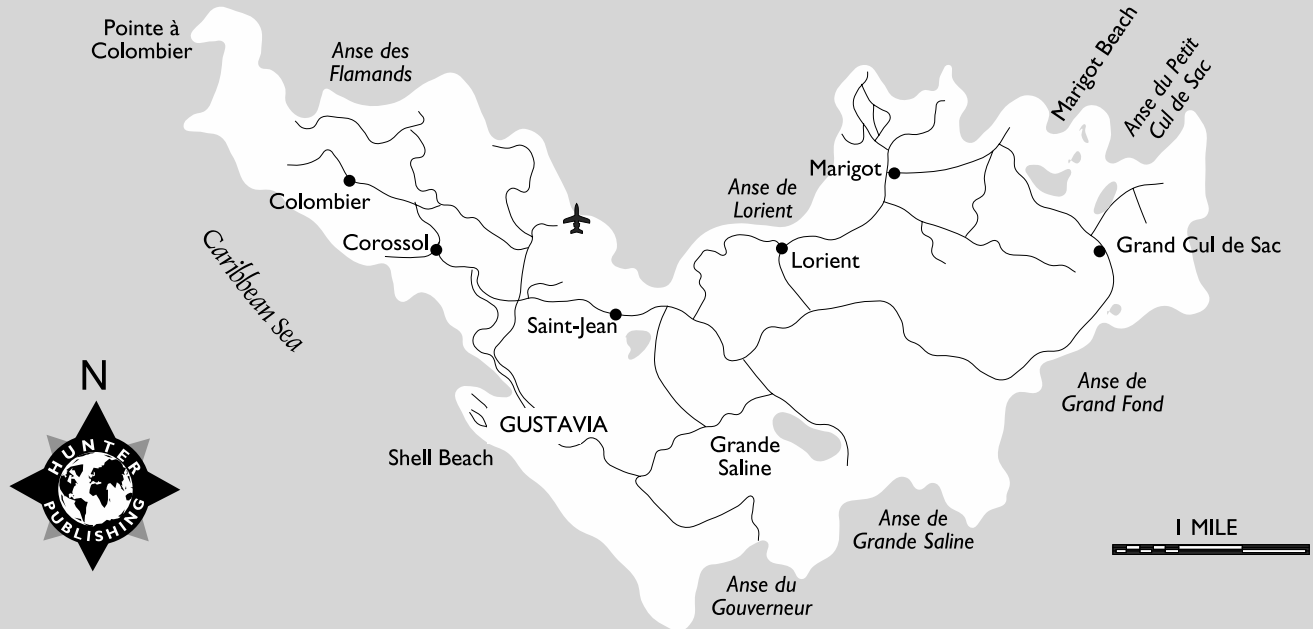 Pointe à
Colombier
Anse des
Flamands
Marigot Beach
Anse du Petit
Cul de Sac
Marigot
Anse de
Lorient
Colombier
Corossol
Lorient
Grand Cul de Sac
Caribbean Sea
Saint-Jean
N
HUNTER
PUBLISHING
Anse de
Grand Fond
GUSTAVIA
Shell Beach
Grande
Saline
Anse de
Grande Saline
1 MILE
Anse du
Gouverneur